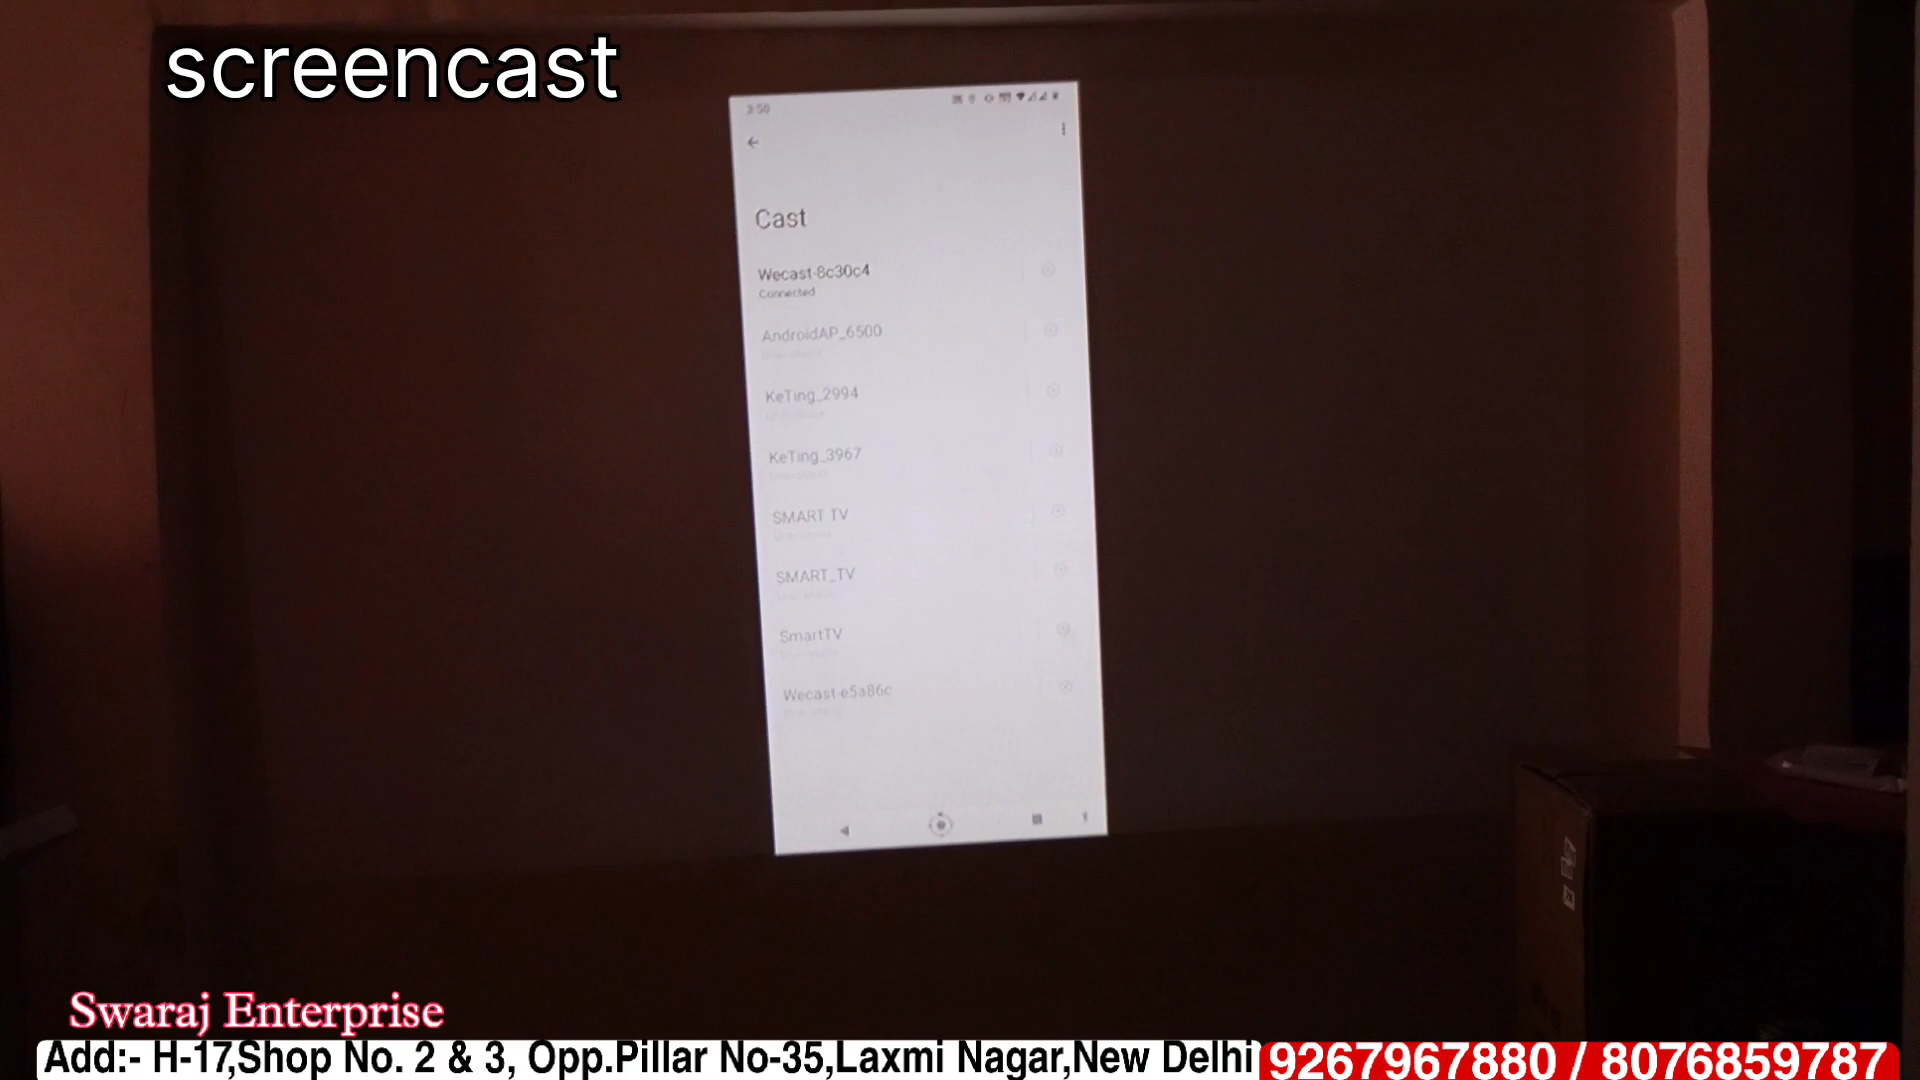 screencast
3:50
Cast
Wecast-8c30c4
Connected
AndroidAP_6500
KeTing_2994
KeTing_3967
SMART TV
SMART_TV
SmartTV
Wecast-e5a86c
Swaraj Enterprise
Add:- H-17,Shop No. 2 & 3, Opp.Pillar No-35,Laxmi Nagar,New Delhi
9267967880 / 8076859787